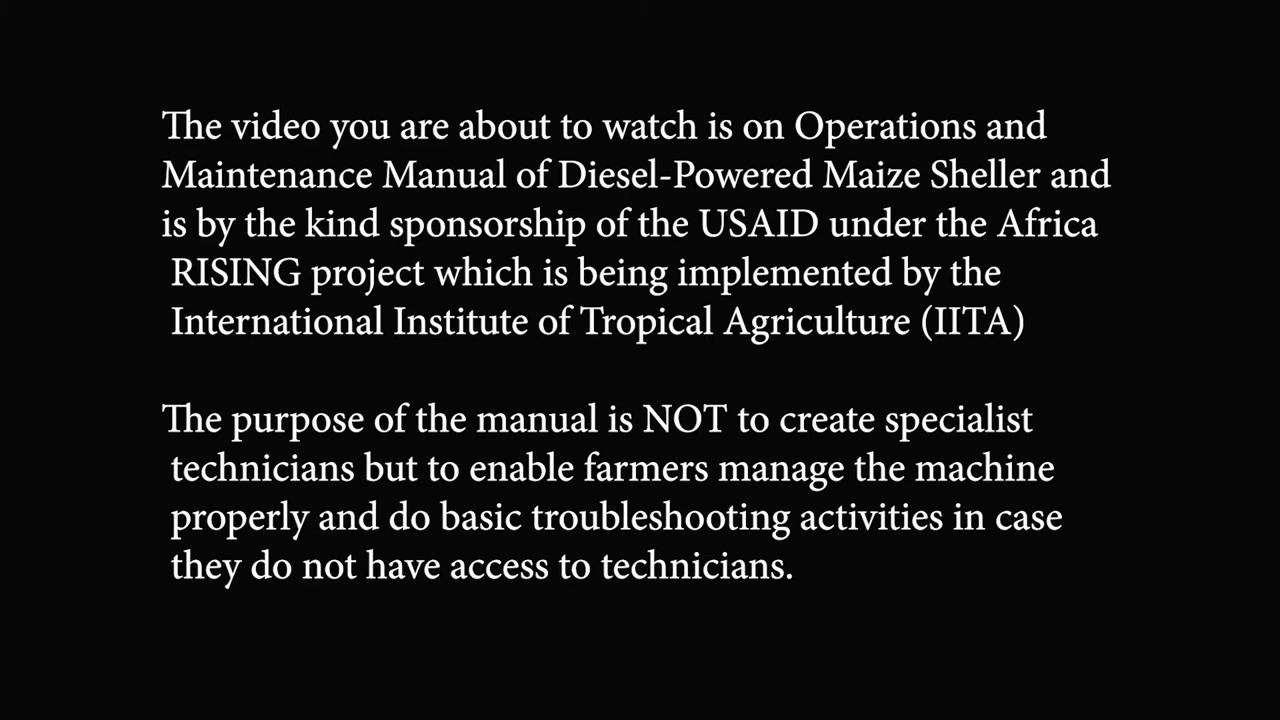 The video you are about to watch is on Operations and
Maintenance Manual of Diesel-Powered Maize Sheller and
is by the kind sponsorship of the USAID under the Africa
RISING project which is being implemented by the
International Institute of Tropical Agriculture (IITA)
The purpose of the manual is NOT to create specialist
technicians but to enable farmers manage the machine
properly and do basic troubleshooting activities in case
they do not have access to technicians.